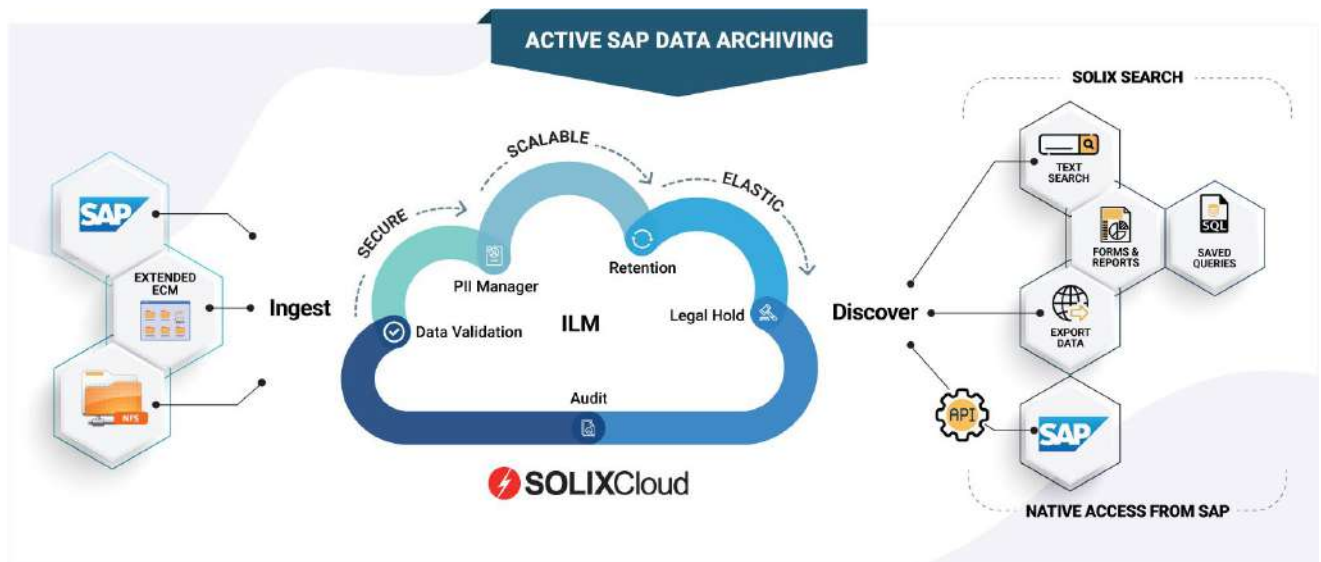 ACTIVE SAP DATA ARCHIVING
SAP
EXTENDED
ECM
NFS
Ingest
SECURE
SCALABLE
ELASTIC
PII Manager
Retention
Data Validation
ILM
Legal Hold
Audit
SOLIXCloud
Discover
SOLIX SEARCH
TEXT
SEARCH
FORMS &
REPORTS
SQL
SAVED
QUERIES
EXPORT
DATA
API
SAP
NATIVE ACCESS FROM SAP